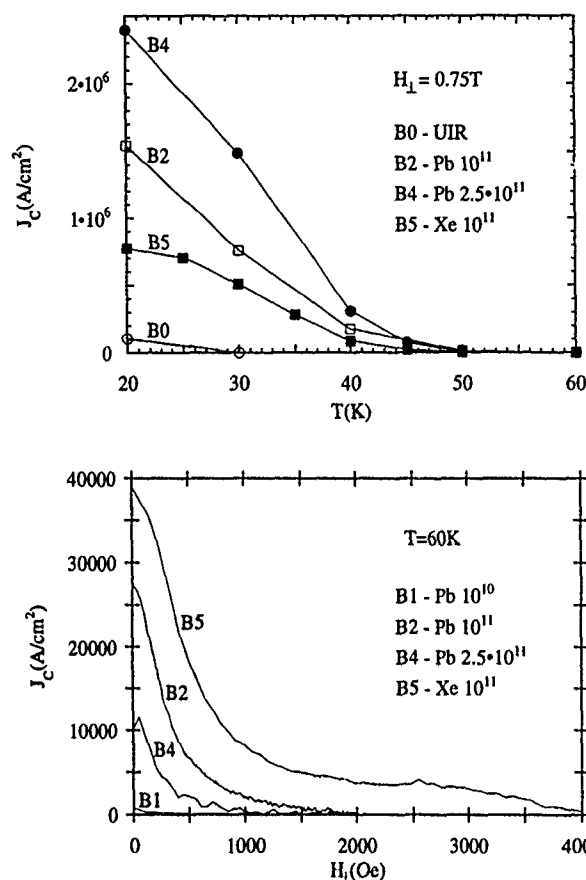 2•10⁶
1•10⁶
0
J_C(A/cm²)
B4
B2
B5
B0
H⊥ = 0.75T
B0 - UIR
B2 - Pb 10¹¹
B4 - Pb 2.5•10¹¹
B5 - Xe 10¹¹
20 30 40 50 60
T(K)
40000
30000
20000
10000
0
J_C(A/cm²)
B5
B2
B4
B1
T=60K
B1 - Pb 10¹⁰
B2 - Pb 10¹¹
B4 - Pb 2.5•10¹¹
B5 - Xe 10¹¹
0 1000 2000 3000 400
H_i(Oe)